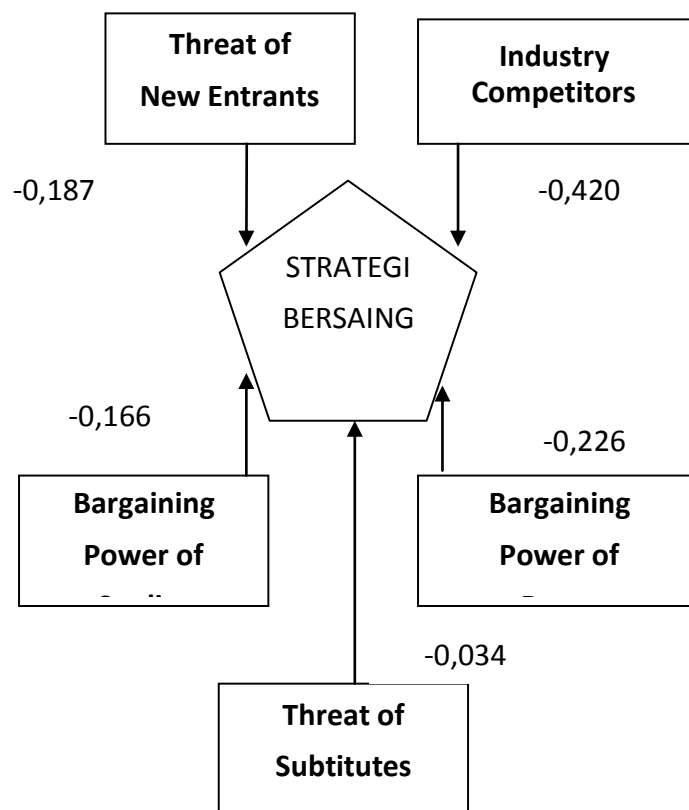 Threat of
New Entrants
Industry
Competitors
-0,187
-0,420
STRATEGI
BERSAING
-0,166
-0,226
Bargaining
Power of
Bargaining
Power of
-0,034
Threat of
Subtitutes